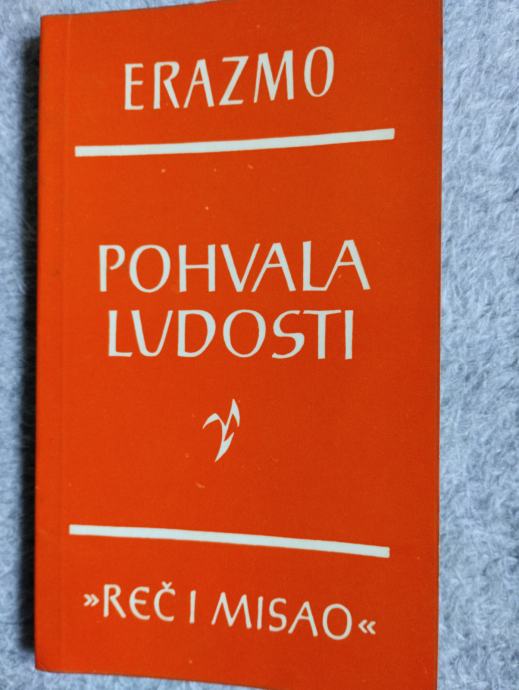 ERAZMO
POHVALA
LUDOSTI
»REČ I MISAO«